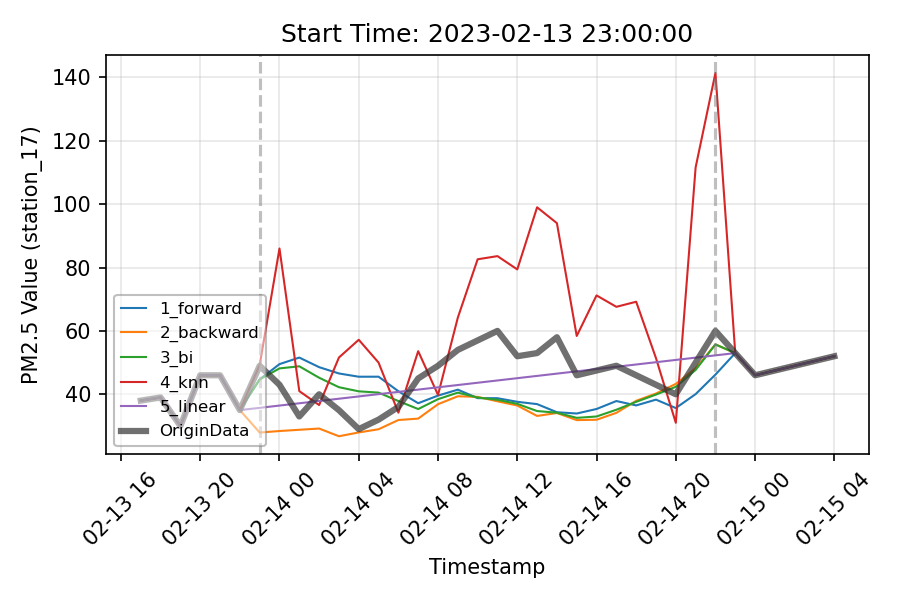 Start Time: 2023-02-13 23:00:00
PM2.5 Value (station_17)
140
120
100
80
60
40
1_forward
2_backward
3_bi
4_knn
5_linear
OriginData
02-13 16
02-13 20
02-14 00
02-14 04
02-14 08
02-14 12
02-14 16
02-14 20
02-15 00
02-15 04
Timestamp